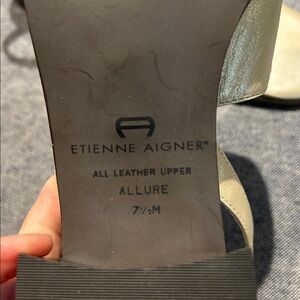 ETIENNE AIGNER™
ALL LEATHER UPPER
ALLURE
7½M